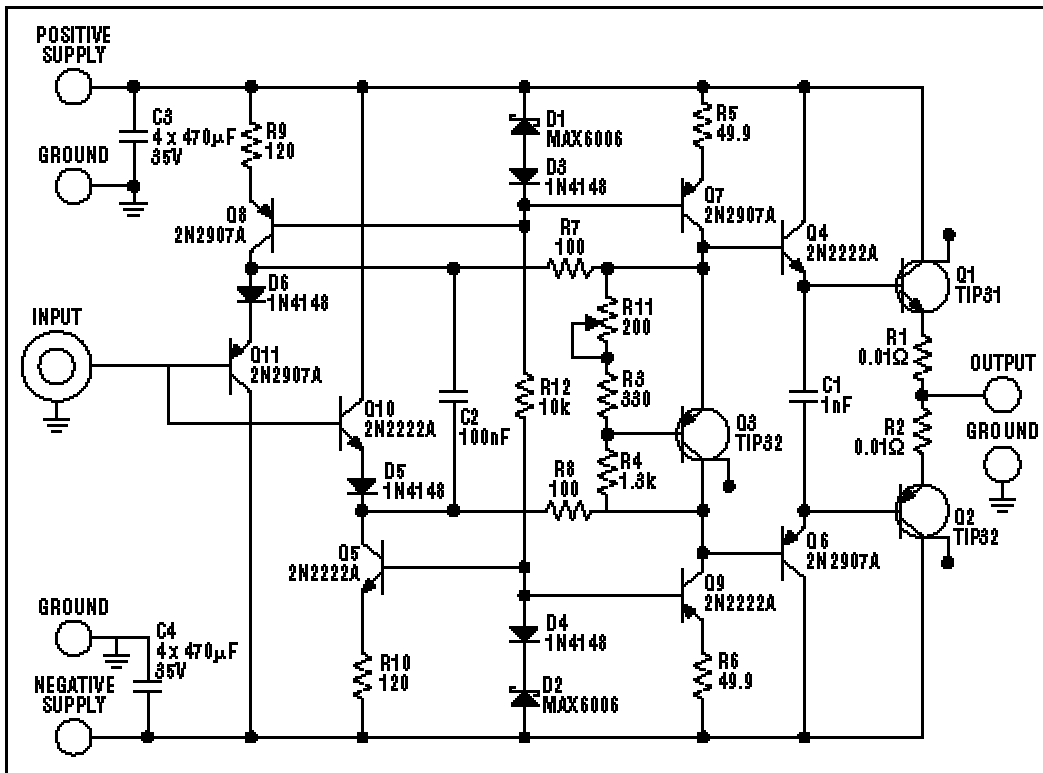 POSITIVE
SUPPLY
C3
4 x 470µF
35V
GROUND
R9
120
D1
MAX6006
D3
1N4148
R5
49.9
Q8
2N2907A
Q7
2N2907A
R7
100
Q4
2N2222A
D6
1N4148
Q1
TIP31
INPUT
R11
200
R1
0.01Ω
OUTPUT
Q11
2N2907A
R12
10k
R3
330
C1
1nF
Q10
2N2222A
C2
100nF
Q3
TIP32
R2
0.01Ω
GROUND
D5
1N4148
R8
100
R4
1.3k
Q5
2N2222A
Q6
2N2907A
Q2
TIP32
Q9
2N2222A
GROUND
C4
4 x 470µF
35V
D4
1N4148
R10
120
R6
49.9
NEGATIVE
SUPPLY
D2
MAX6006